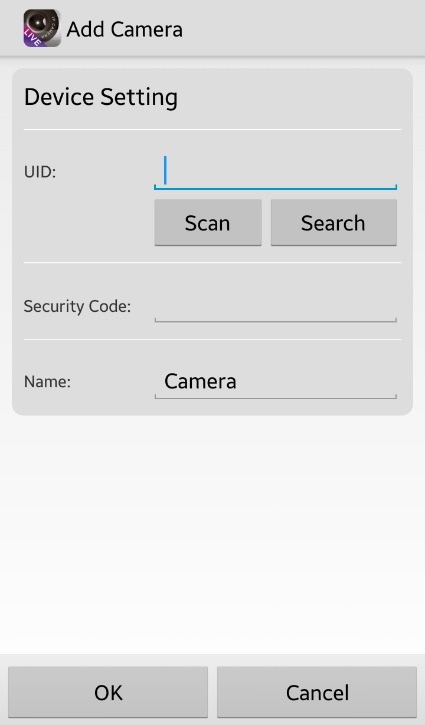 LIVE
Add Camera
Device Setting
UID:
Scan Search
Security Code:
Name: Camera
OK Cancel